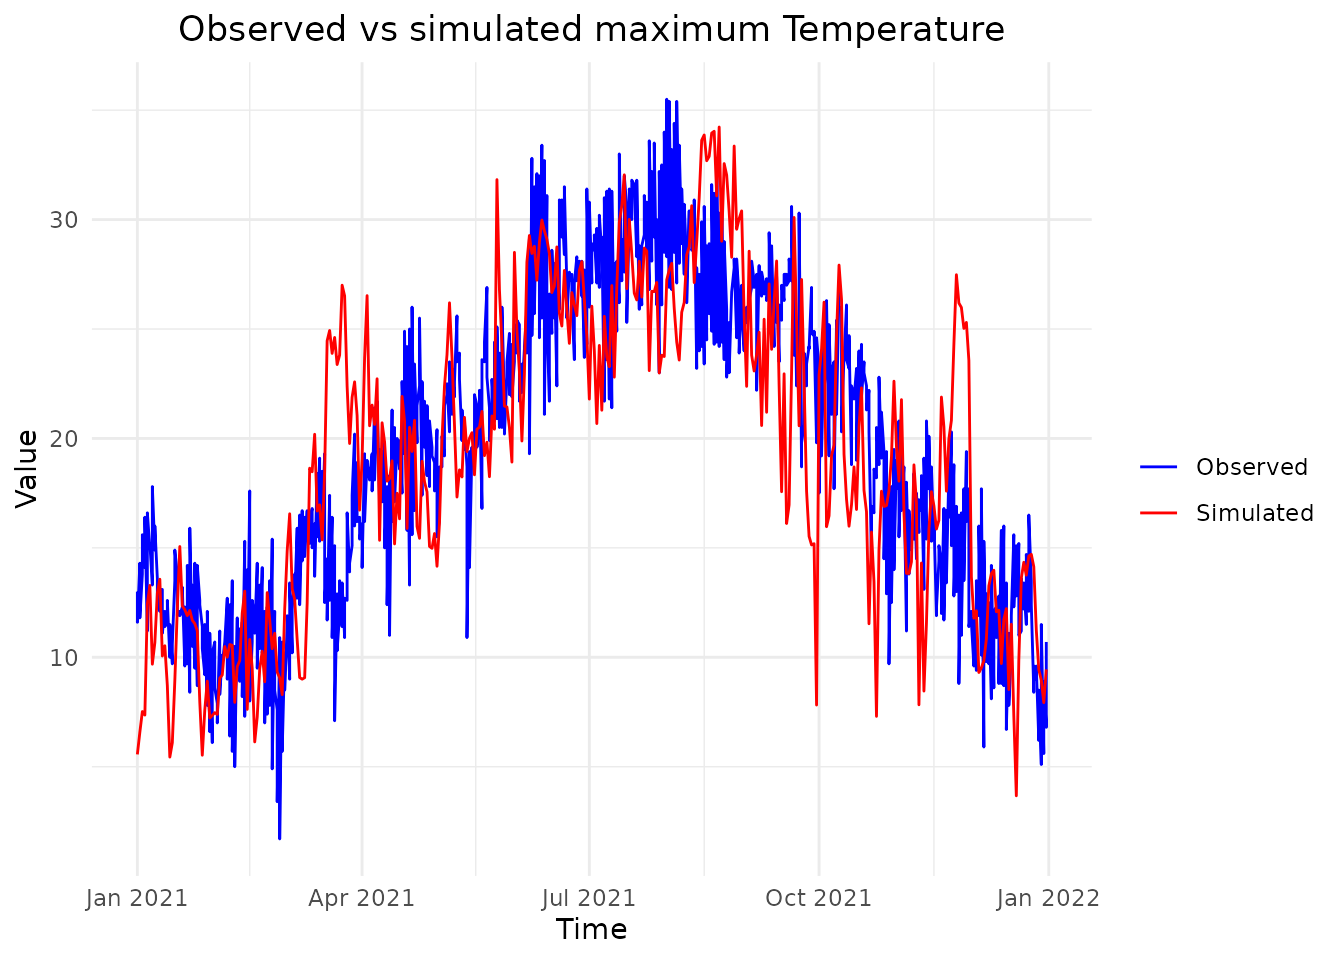 Observed vs simulated maximum Temperature
30
20
10
Value
Jan 2021 Apr 2021 Jul 2021 Oct 2021 Jan 2022
Time
Observed
Simulated